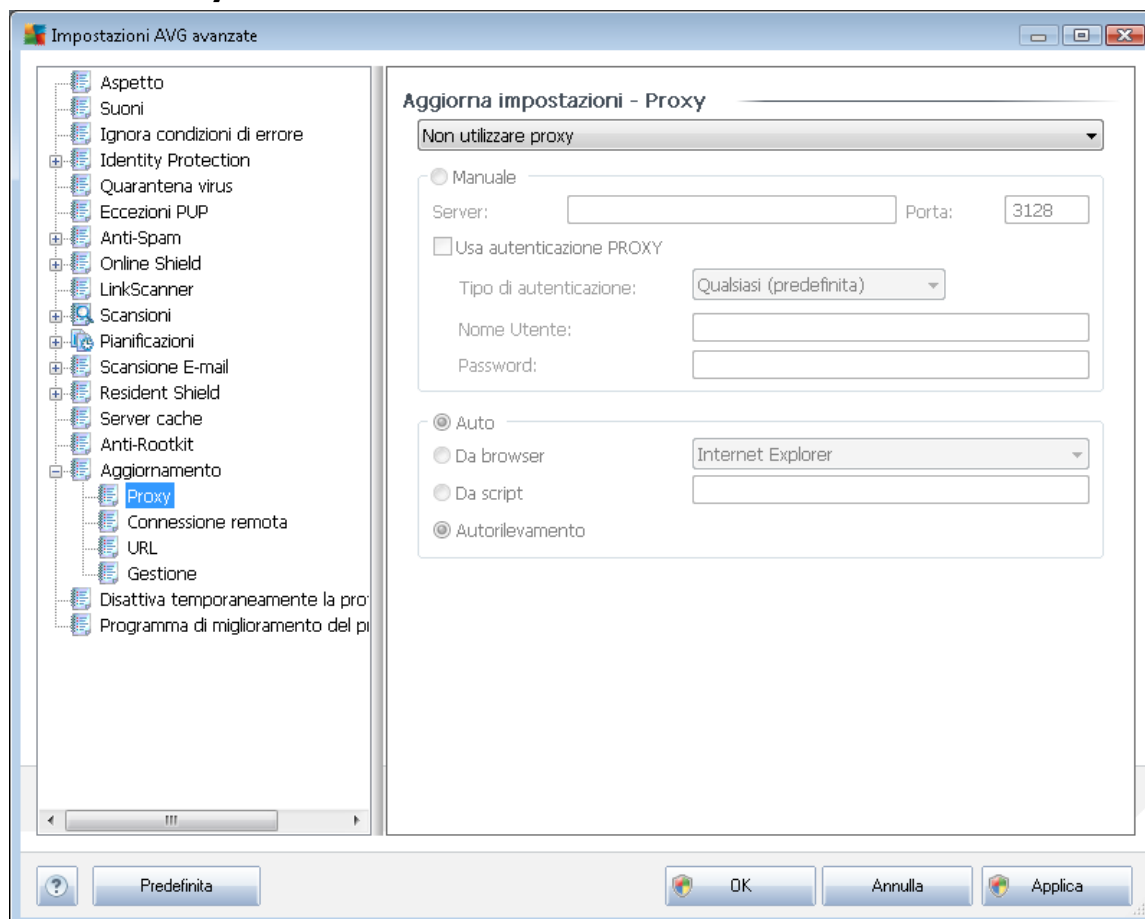 Impostazioni AVG avanzate
Aspetto
Suoni
Ignora condizioni di errore
Identity Protection
Quarantena virus
Eccezioni PUP
Anti-Spam
Online Shield
LinkScanner
Scansioni
Pianificazioni
Scansione E-mail
Resident Shield
Server cache
Anti-Rootkit
Aggiornamento
Proxy
Connessione remota
URL
Gestione
Disattiva temporaneamente la
Programma di miglioramento del
Aggiorna impostazioni - Proxy
Non utilizzare proxy
Manuale
Server: Porta: 3128
Usa autenticazione PROXY
Tipo di autenticazione: Qualsiasi (predefinita)
Nome Utente:
Password:
Auto
Da browser Internet Explorer
Da script
Autorilevamento
? Predefinita OK Annulla Applica